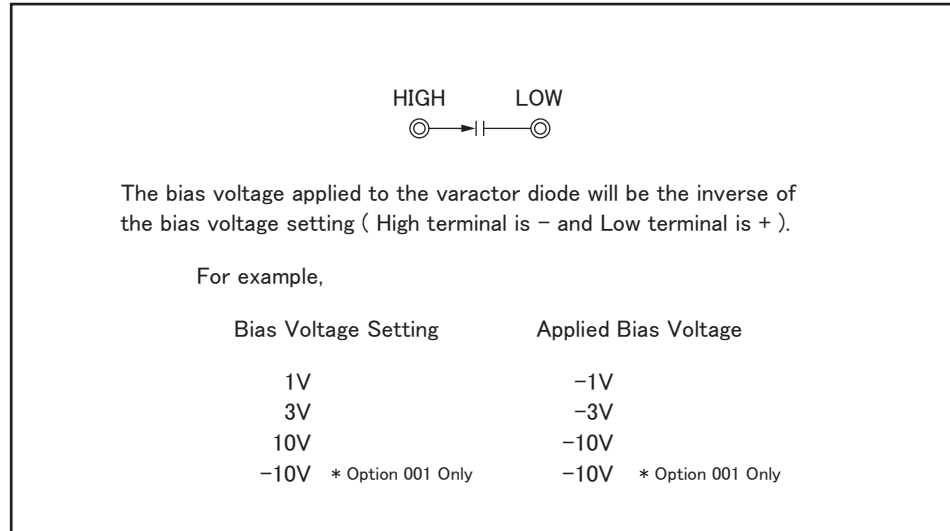 HIGH LOW
The bias voltage applied to the varactor diode will be the inverse of
the bias voltage setting ( High terminal is − and Low terminal is + ).
For example,
Bias Voltage Setting Applied Bias Voltage
1V −1V
3V −3V
10V −10V
−10V * Option 001 Only −10V * Option 001 Only